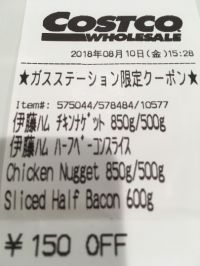 COSTCO
WHOLESALE
2018年08月10日(金)15:28
★ガスステーション限定クーポン★
Item#: 575044/578484/10577
伊藤ハム チキンナゲット 850g/500g
伊藤ハム ハーフベーコンスライス
Chicken Nugget 850g/500g
Sliced Half Bacon 600g
¥150 OFF